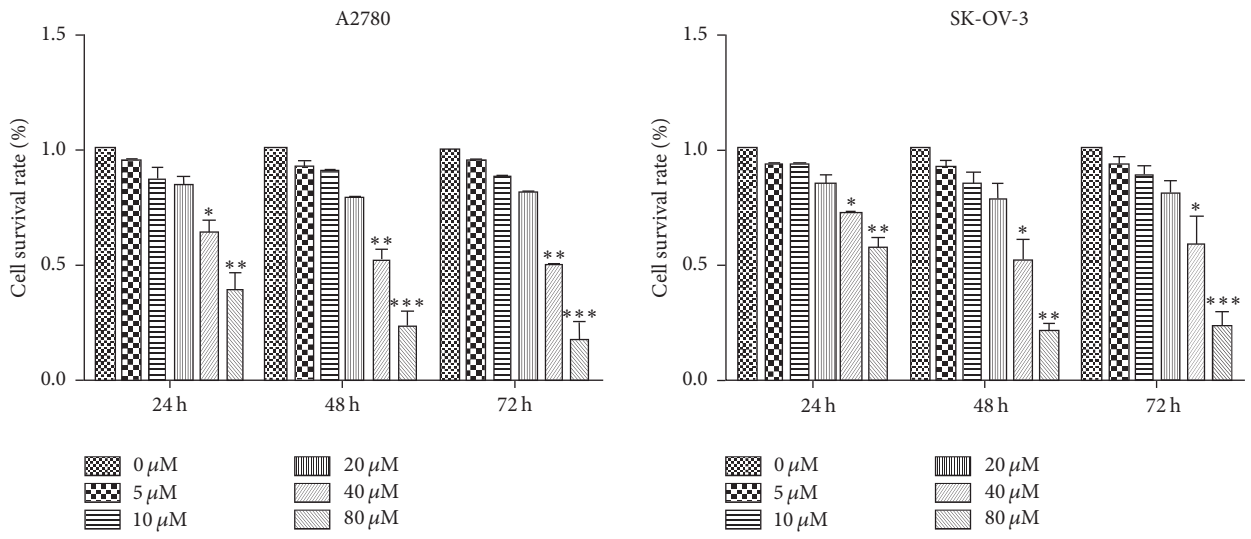 A2780
Cell survival rate (%)
1.5
1.0
0.5
0.0
*
**
**
***
**
***
24 h
48 h
72 h
0 μM
5 μM
10 μM
20 μM
40 μM
80 μM
SK-OV-3
Cell survival rate (%)
1.5
1.0
0.5
0.0
*
**
*
**
*
***
24 h
48 h
72 h
0 μM
5 μM
10 μM
20 μM
40 μM
80 μM